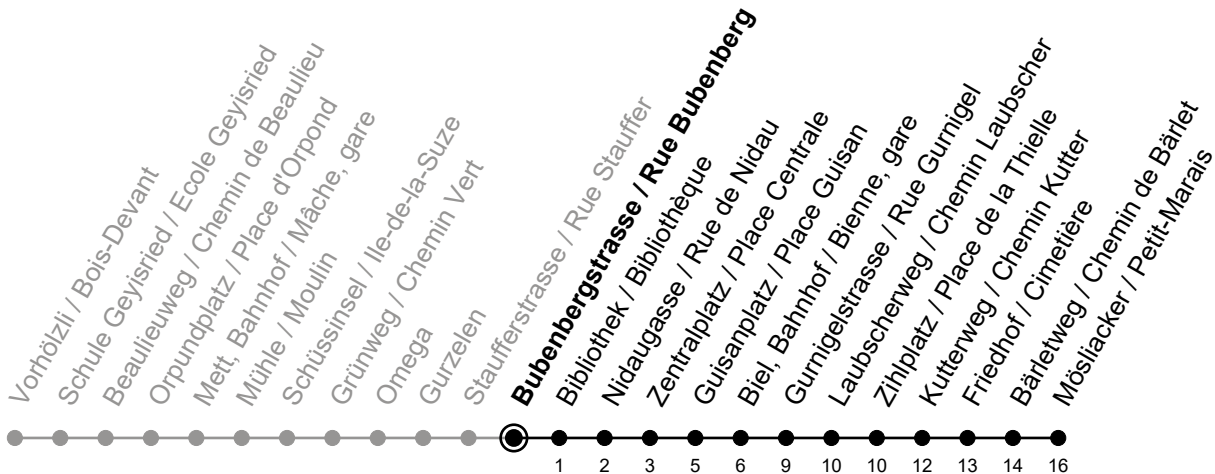 Vorhölzli / Bois-Devant
Schule Geyisried / Ecole Geyisried
Beaulieuweg / Chemin de Beaulieu
Orpundplatz / Place d'Orpond
Mett, Bahnhof / Mâche, gare
Mühle / Moulin
Schüssinsel / Ile-de-la-Suze
Grünweg / Chemin Vert
Omega
Gurzelen
Staufferstrasse / Rue Stauffer
Bubenbergstrasse / Rue Bubenberg
Bibliothek / Bibliothèque
Nidaugasse / Rue de Nidau
Zentralplatz / Place Centrale
Guisanplatz / Place Guisan
Biel, Bahnhof / Bienne, gare
Gurnigelstrasse / Rue Gurnigel
Laubscherweg / Chemin Laubscher
Zihlplatz / Place de la Thielle
Kutterweg / Chemin Kutter
Friedhof / Cimetière
Bärletweg / Chemin de Bärlet
Mösliacker / Petit-Marais
1 2 3 5 6 9 10 10 12 13 14 16